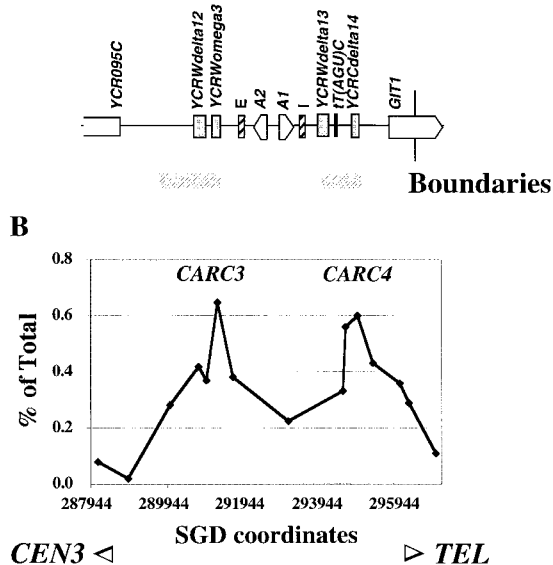 YCR095C
YCRWdelta12
YCRWomega3
E
A2
A1
I
YCRWdelta13
tT(AGU)C
YCRCdelta14
GIT1
Boundaries
B
CARC3 CARC4
% of Total
0.8
0.6
0.4
0.2
0.0
287944 289944 291944 293944 295944
SGD coordinates
CEN3 TEL